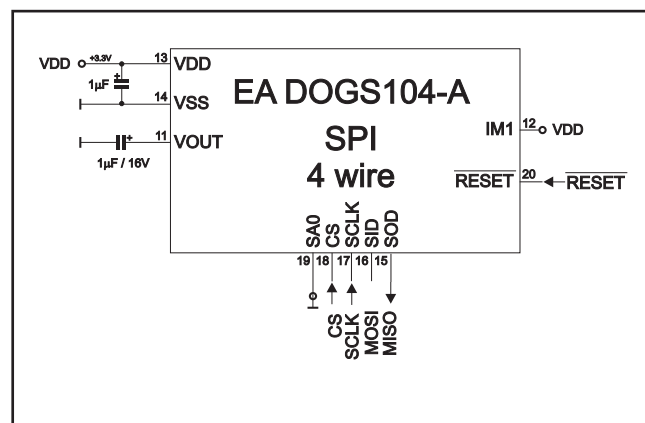 VDD +3.3V 13 VDD
1µF
14 VSS
11 VOUT
1µF / 16V
EA DOGS104-A
SPI
4 wire
IM1 12 VDD
RESET 20 RESET
SA0 CS SCLK SID SOD
19 18 17 16 15
CS SCLK MOSI MISO